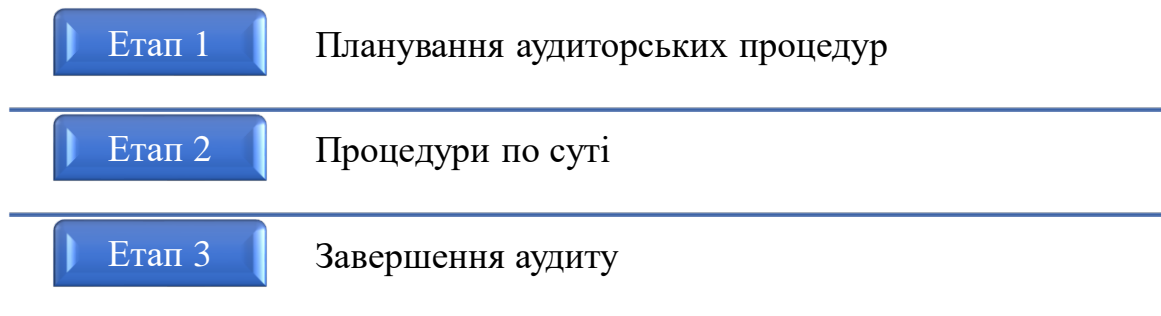 Етап 1 Планування аудиторських процедур
Етап 2 Процедури по суті
Етап 3 Завершення аудиту